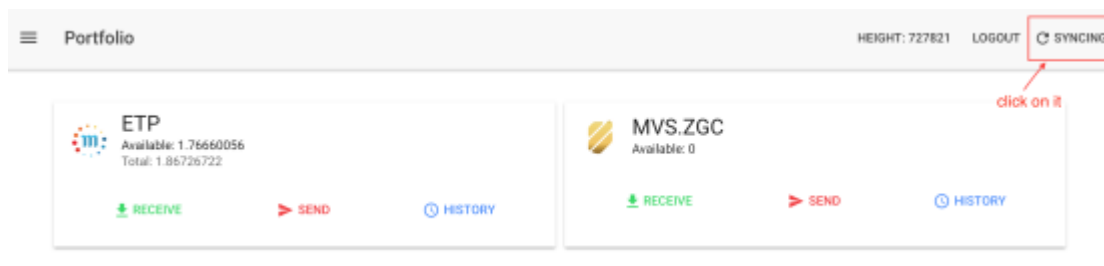 Portfolio
HEIGHT: 727821 LOGOUT SYNCING
click on it
ETP
Available: 1.76660056
Total: 1.86726722
RECEIVE SEND HISTORY
MVS.ZGC
Available: 0
RECEIVE SEND HISTORY